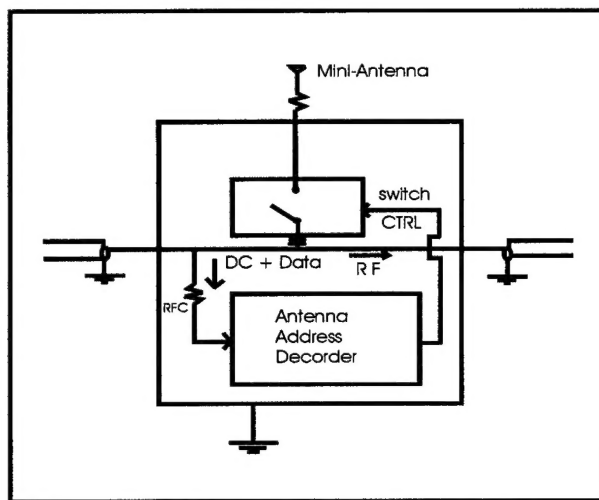 Mini-Antenna
switch
CTRL
DC + Data
RF
RFC
Antenna
Address
Decorder